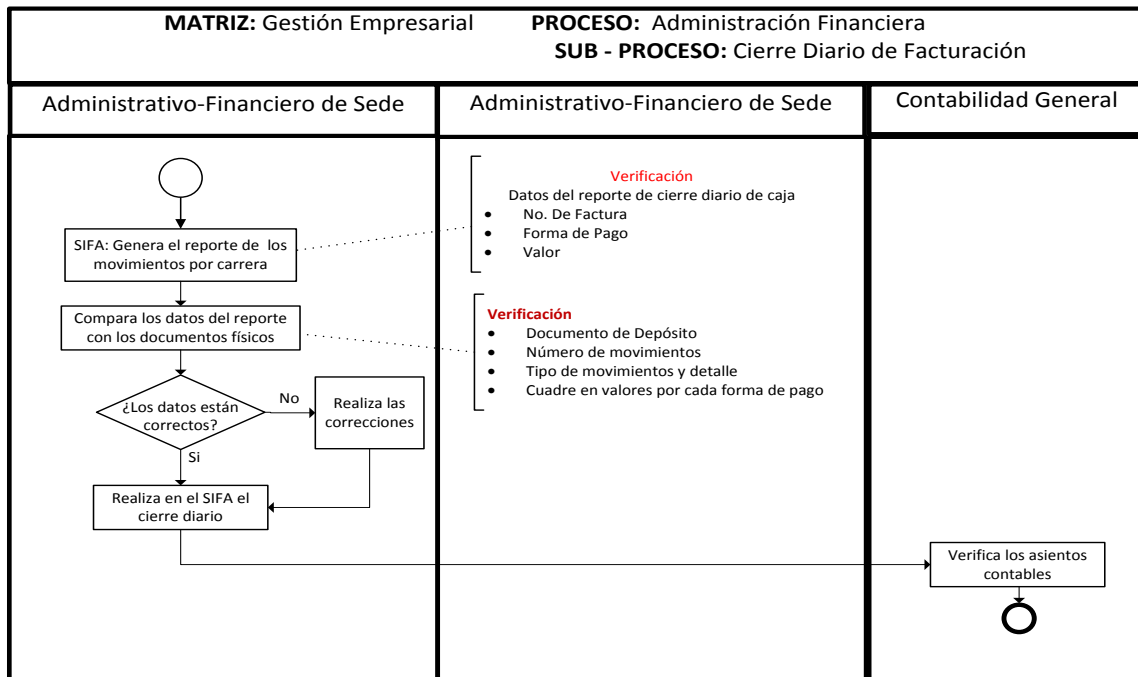 MATRIZ: Gestión Empresarial PROCESO: Administración Financiera
SUB - PROCESO: Cierre Diario de Facturación
Administrativo-Financiero de Sede
Administrativo-Financiero de Sede
Contabilidad General
SIFA: Genera el reporte de los
movimientos por carrera
Compara los datos del reporte
con los documentos físicos
¿Los datos están
correctos?
No
Realiza las
correcciones
Si
Realiza en el SIFA el
cierre diario
Verificación
Datos del reporte de cierre diario de caja
• No. De Factura
• Forma de Pago
• Valor
Verificación
• Documento de Depósito
• Número de movimientos
• Tipo de movimientos y detalle
• Cuadre en valores por cada forma de pago
Verifica los asientos
contables